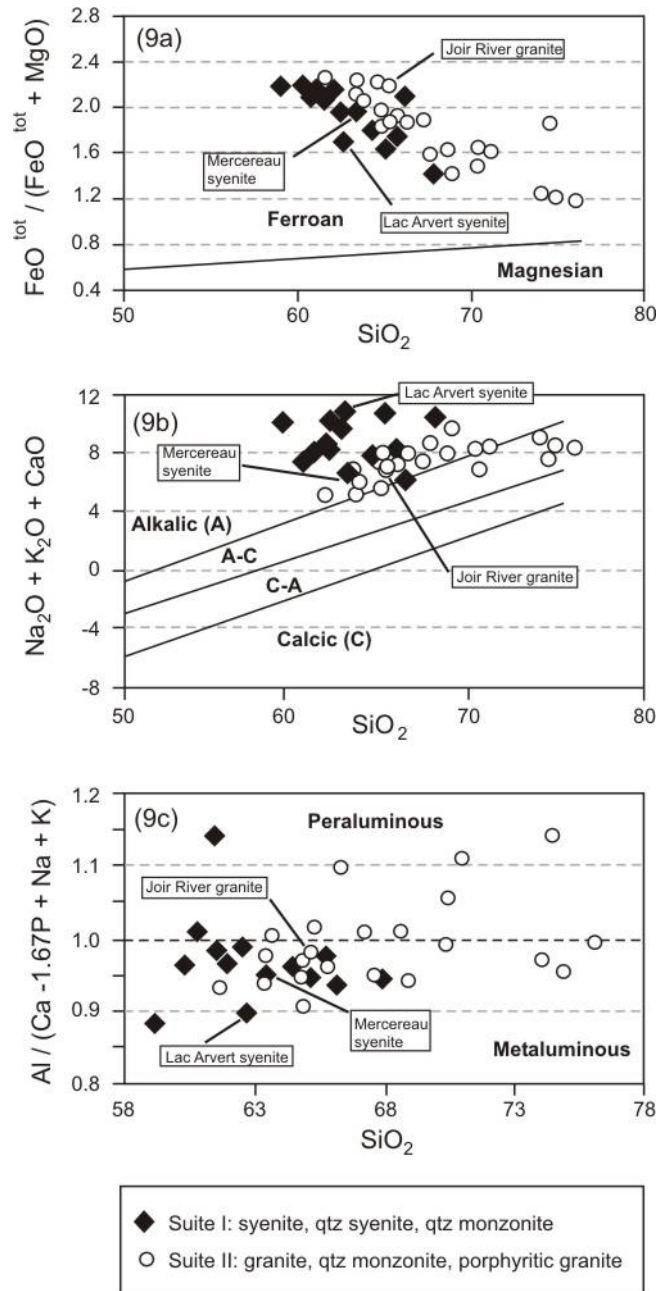 (9a)
Joir River granite
Mercereau
syenite
Lac Arvert syenite
Ferroan
Magnesian
FeO tot / (FeO tot + MgO)
2.8
2.4
2.0
1.6
1.2
0.8
0.4
50
60
70
80
SiO2
(9b)
Lac Arvert syenite
Mercereau
syenite
Alkalic (A)
A-C
C-A
Calcic (C)
Joir River granite
Na2O + K2O + CaO
12
8
4
0
-4
-8
50
60
70
80
SiO2
(9c)
Peraluminous
Joir River granite
Mercereau
syenite
Lac Arvert syenite
Metaluminous
Al / (Ca -1.67P + Na + K)
1.2
1.1
1.0
0.9
0.8
58
63
68
73
78
SiO2
Suite I: syenite, qtz syenite, qtz monzonite
Suite II: granite, qtz monzonite, porphyritic granite